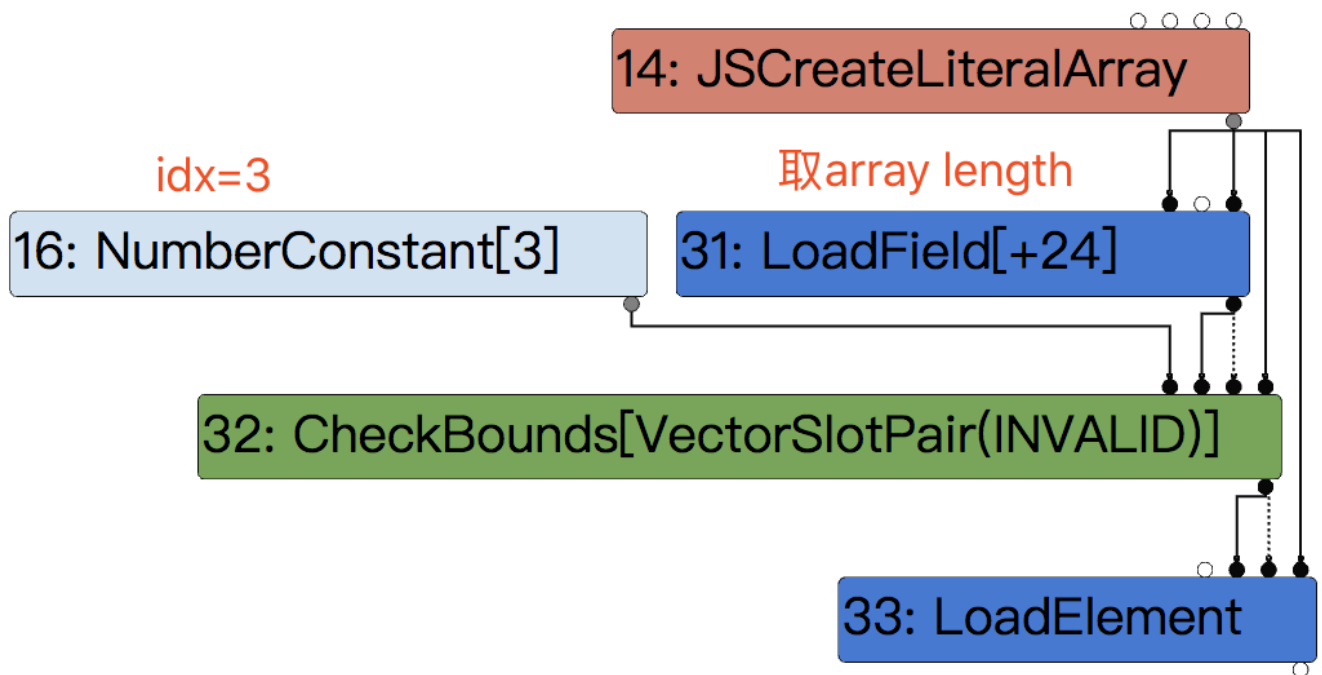 14: JSCreateLiteralArray
idx=3
取array length
16: NumberConstant[3]
31: LoadField[+24]
32: CheckBounds[VectorSlotPair(INVALID)]
33: LoadElement